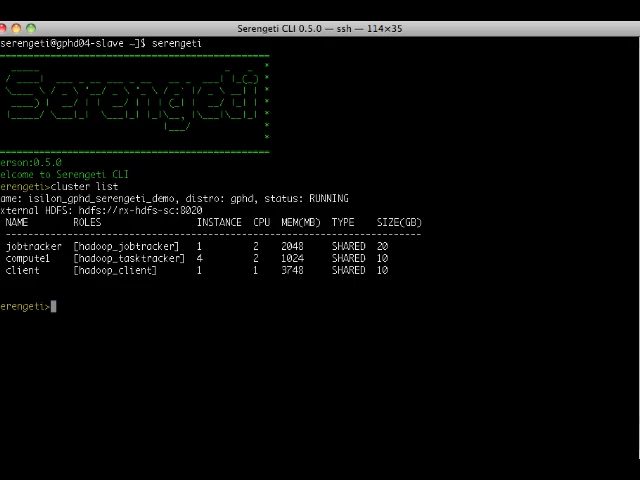 Serengeti CLI 0.5.0 — ssh — 114×35
serengeti@gphd04-slave ~]$ serengeti
Serengeti
erson:0.5.0
elcome to Serengeti CLI
erengeti>cluster list
ame: isilon_gphd_serengeti_demo, distro: gphd, status: RUNNING
xternal HDFS: hdfs://rx-hdfs-sc:8020
NAME ROLES INSTANCE CPU MEM(MB) TYPE SIZE(GB)
jobtracker [hadoop_jobtracker] 1 2 2048 SHARED 20
compute1 [hadoop_tasktracker] 4 2 1024 SHARED 10
client [hadoop_client] 1 1 3748 SHARED 10
erengeti>